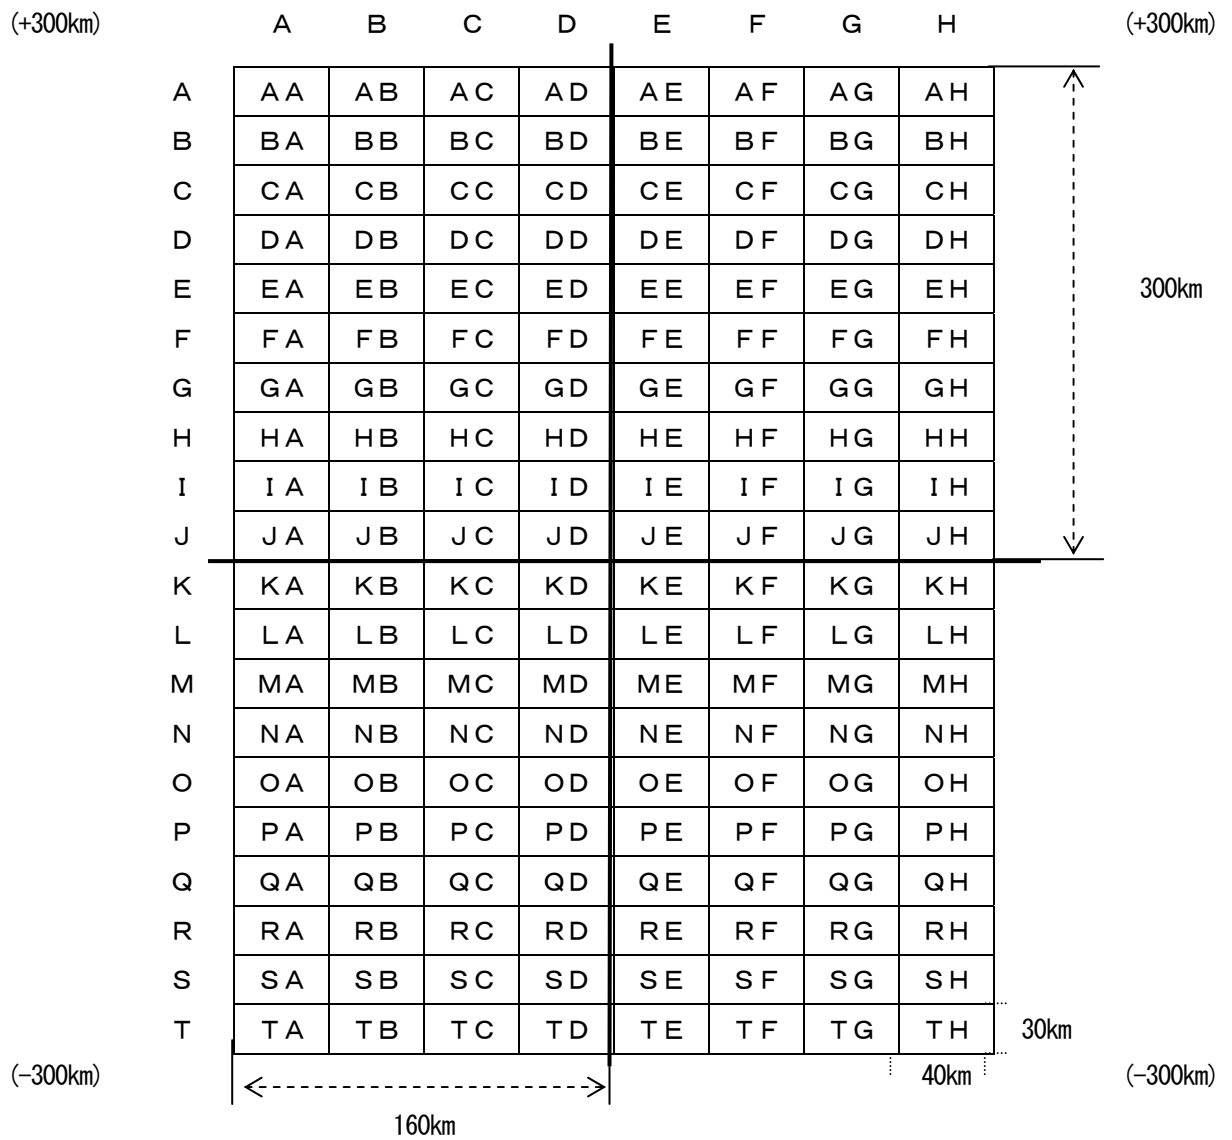 (+300km) A B C D E F G H (+300km)
A AA AB AC AD AE AF AG AH
B BA BB BC BD BE BF BG BH
C CA CB CC CD CE CF CG CH
D DA DB DC DD DE DF DG DH
E EA EB EC ED EE EF EG EH 300km
F FA FB FC FD FE FF FG FH
G GA GB GC GD GE GF GG GH
H HA HB HC HD HE HF HG HH
I IA IB IC ID IE IF IG IH
J JA JB JC JD JE JF JG JH
K KA KB KC KD KE KF KG KH
L LA LB LC LD LE LF LG LH
M MA MB MC MD ME MF MG MH
N NA NB NC ND NE NF NG NH
O OA OB OC OD OE OF OG OH
P PA PB PC PD PE PF PG PH
Q QA QB QC QD QE QF QG QH
R RA RB RC RD RE RF RG RH
S SA SB SC SD SE SF SG SH
T TA TB TC TD TE TF TG TH 30km
(-300km) 40km (-300km)
160km